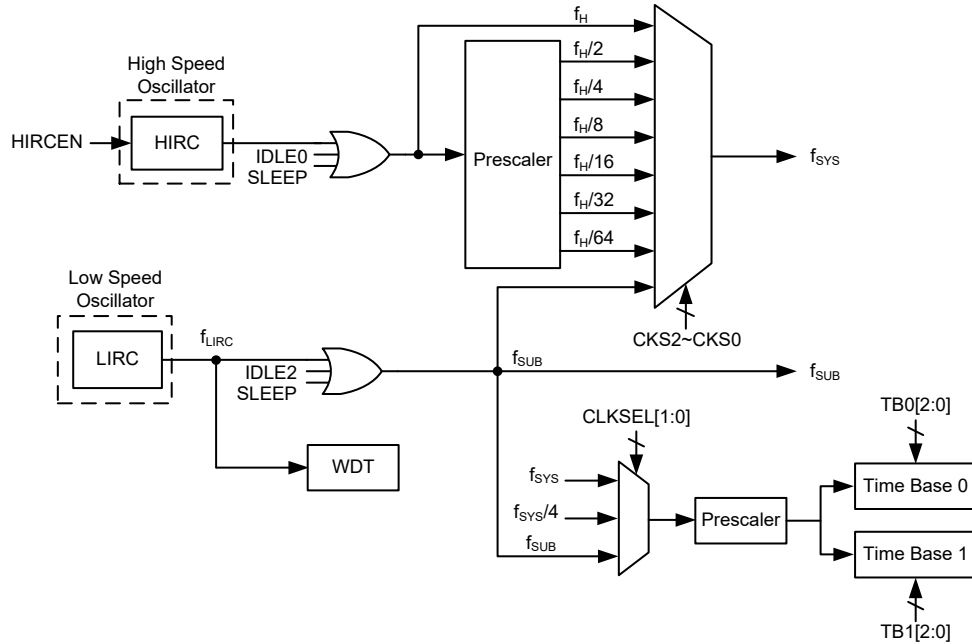 f_H
High Speed
Oscillator
HIRCEN
HIRC
IDLE0
SLEEP
Prescaler
f_H/2
f_H/4
f_H/8
f_H/16
f_H/32
f_H/64
f_SYS
CKS2~CKS0
Low Speed
Oscillator
LIRC
f_LIRC
IDLE2
SLEEP
f_SUB
f_SUB
WDT
CLKSEL[1:0]
f_SYS
f_SYS/4
f_SUB
Prescaler
TB0[2:0]
Time Base 0
Time Base 1
TB1[2:0]